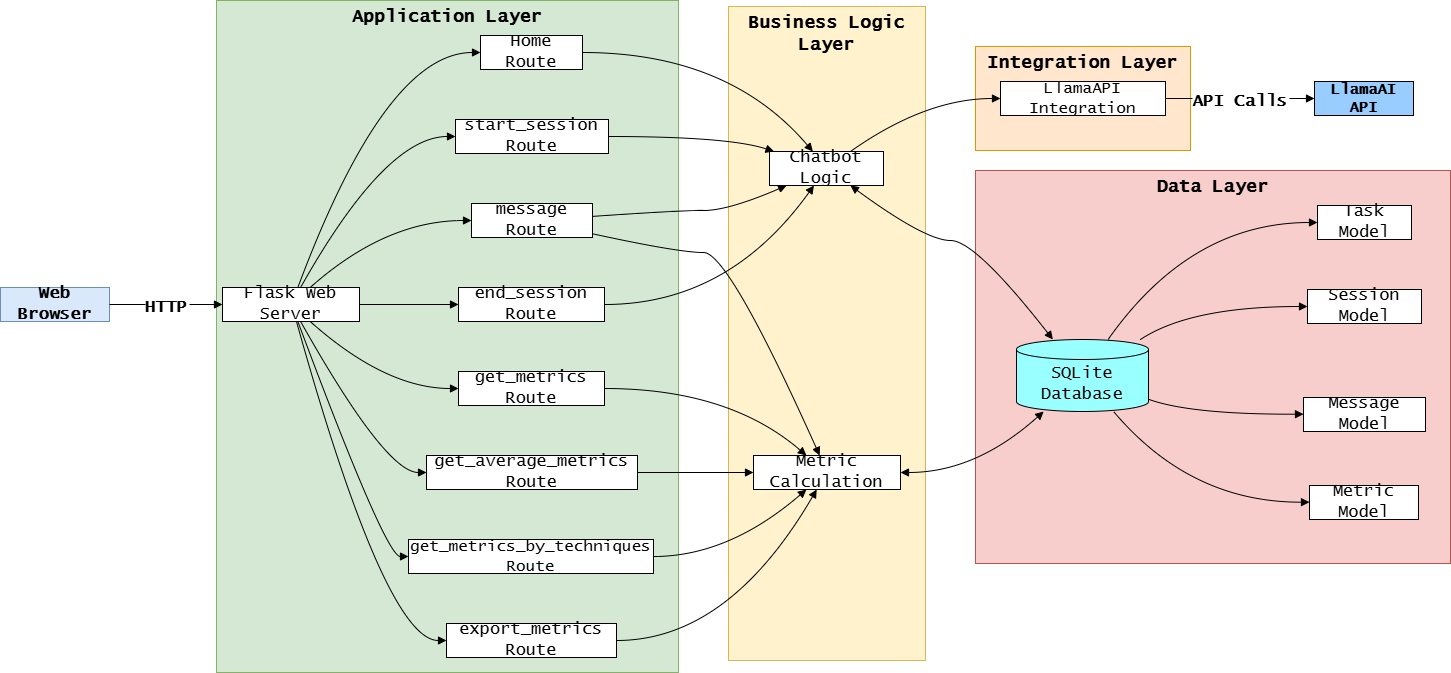 Application Layer
Home
Route
start_session
Route
message
Route
Web
Browser
HTTP
Flask Web
Server
end_session
Route
get_metrics
Route
get_average_metrics
Route
get_metrics_by_techniques
Route
export_metrics
Route
Business Logic
Layer
Chatbot
Logic
Metric
Calculation
Integration Layer
LlamaAPI
Integration
API Calls
LlamaAI
API
Data Layer
Task
Model
Session
Model
SQLite
Database
Message
Model
Metric
Model